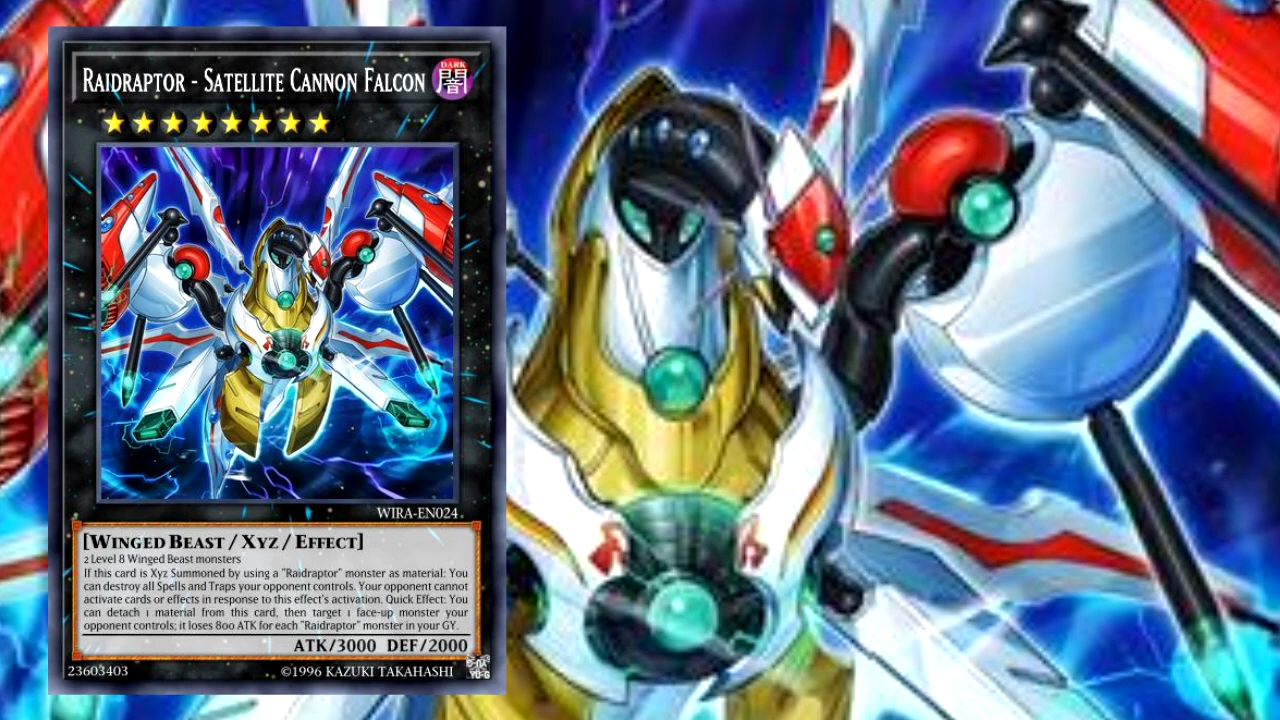 RAIDRAPTOR - SATELLITE CANNON FALCON
DARK
闇
WIRA-EN024
[WINGED BEAST / XYZ / EFFECT]
2 Level 8 Winged Beast monsters
If this card is Xyz Summoned by using a "Raidraptor" monster as material: You
can destroy all Spells and Traps your opponent controls. Your opponent cannot
activate cards or effects in response to this effect's activation. Quick Effect: You
can detach 1 material from this card, then target 1 face-up monster your
opponent controls; it loses 800 ATK for each "Raidraptor" monster in your GY.
ATK/3000 DEF/2000
23603403
©1996 KAZUKI TAKAHASHI